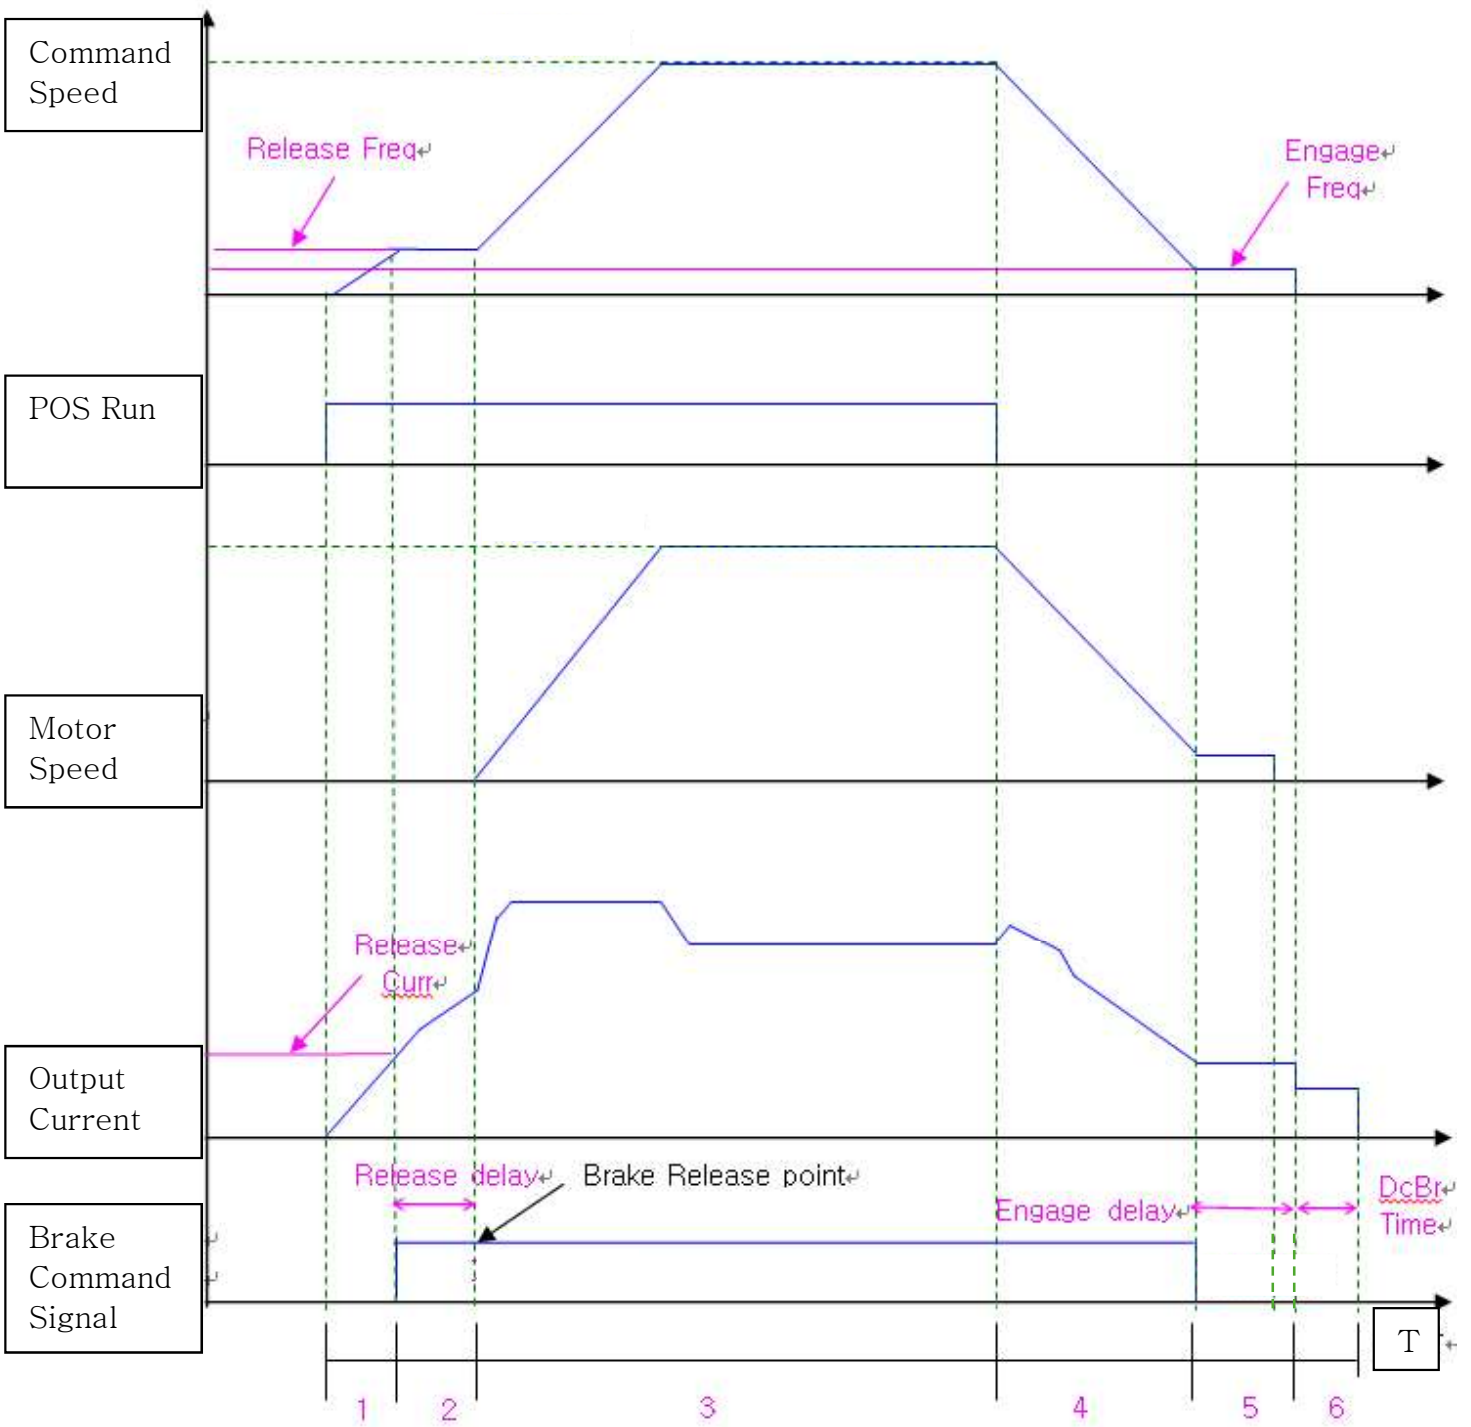 Command
Speed
Release Freq↵
Engage↵
Freq↵
POS Run
Motor
Speed
Release↵
Curr↵
Output
Current
Release delay↵
Brake Release point↵
Engage delay↵
DcBr↵
Time↵
Brake
Command
Signal
T
1 2 3 4 5 6